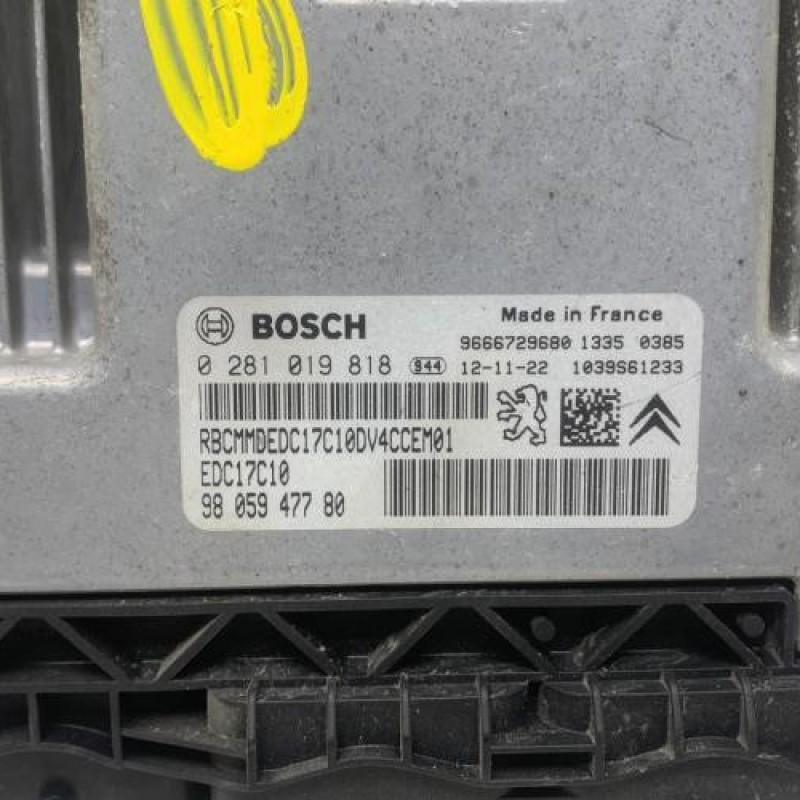 BOSCH
Made in France
9666729680 1335 0385
0 281 019 818 944 12-11-22 1039S61233
RBCMMDEDC17C10DV4CCEM01
EDC17C10
98 059 477 80